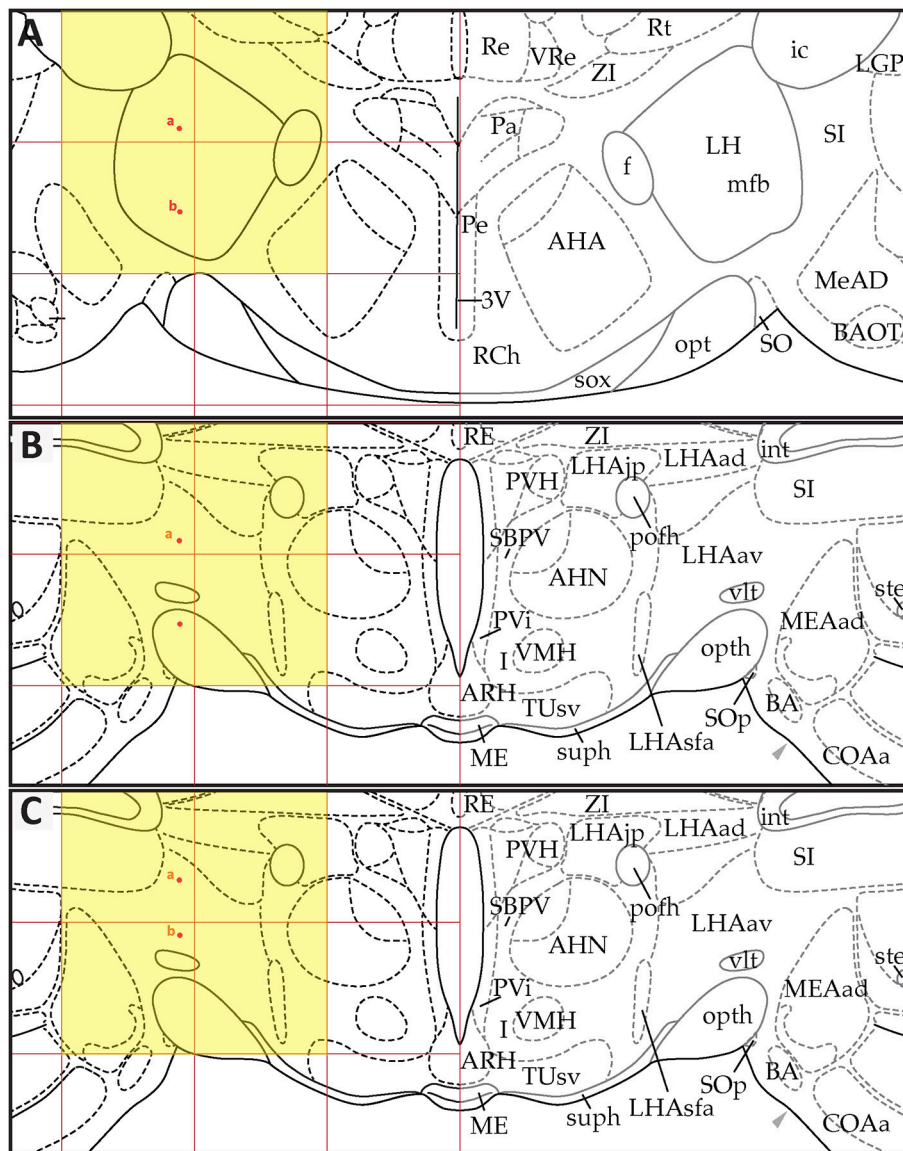 A
Re
VRe
Rt
ZI
ic
LGP
a
Pa
f
LH
SI
mfb
b
Pe
AHA
MeAD
3V
BAOT
RCh
opt
SO
sox
B
RE
ZI
LHAjp
LHAad
int
PVH
SI
pofh
a
SBPV
LHAav
AHN
vlt
ste
PVi
MEAad
I
VMH
opth
ARH
TUsv
SOp
BA
ME
suph
LHAsfa
COAa
C
RE
ZI
LHAjp
LHAad
int
PVH
SI
a
pofh
SBPV
LHAav
b
AHN
vlt
ste
PVi
MEAad
I
VMH
opth
ARH
TUsv
SOp
BA
ME
suph
LHAsfa
COAa